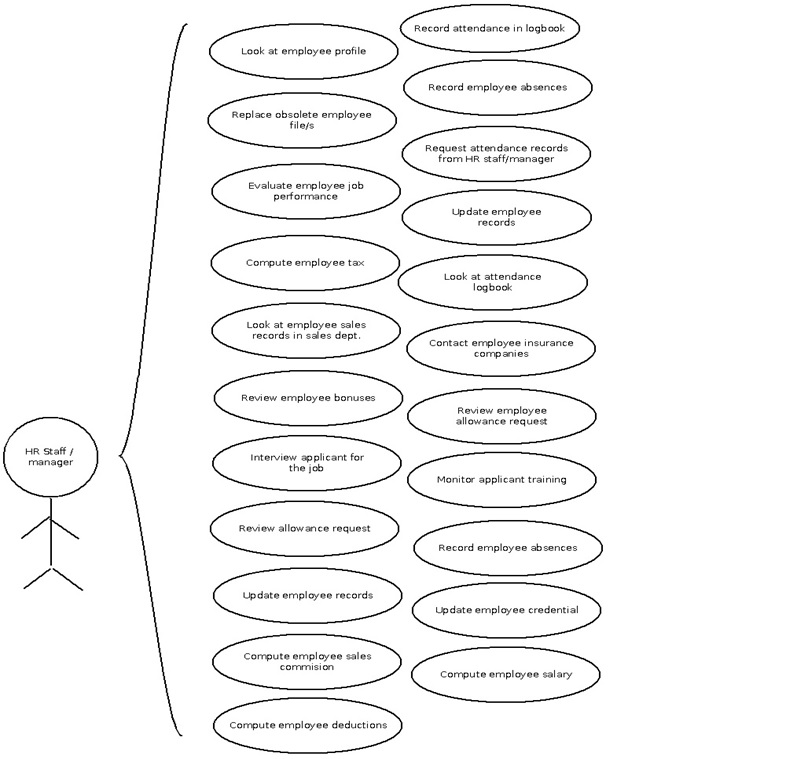 HR Staff /
manager
Look at employee profile
Replace obsolete employee
file/s
Evaluate employee job
performance
Compute employee tax
Look at employee sales
records in sales dept.
Review employee bonuses
Interview applicant for
the job
Review allowance request
Update employee records
Compute employee sales
commision
Compute employee deductions
Record attendance in logbook
Record employee absences
Request attendance records
from HR staff/manager
Update employee
records
Look at attendance
logbook
Contact employee insurance
companies
Review employee
allowance request
Monitor applicant training
Record employee absences
Update employee credential
Compute employee salary